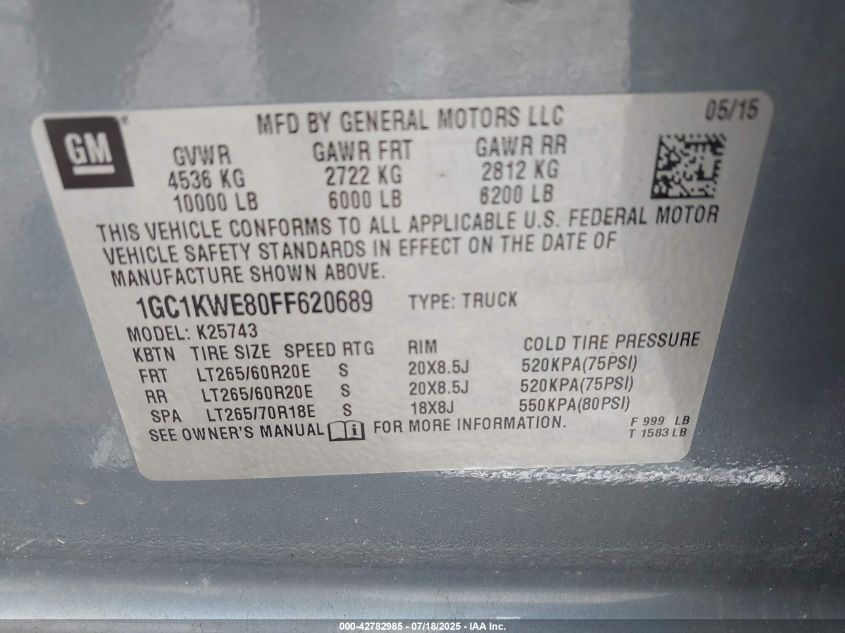 GM
MFD BY GENERAL MOTORS LLC 05/15
GVWR GAWR FRT GAWR RR
4536 KG 2722 KG 2812 KG
10000 LB 6000 LB 6200 LB
THIS VEHICLE CONFORMS TO ALL APPLICABLE U.S. FEDERAL MOTOR
VEHICLE SAFETY STANDARDS IN EFFECT ON THE DATE OF
MANUFACTURE SHOWN ABOVE.
1GC1KWE80FF620689 TYPE: TRUCK
MODEL: K25743
KBTN TIRE SIZE SPEED RTG RIM COLD TIRE PRESSURE
FRT LT265/60R20E S 20X8.5J 520KPA(75PSI)
RR LT265/60R20E S 20X8.5J 520KPA(75PSI)
SPA LT265/70R18E S 18X8J 550KPA(80PSI)
SEE OWNER'S MANUAL FOR MORE INFORMATION.
F 999 LB
T 1583 LB
000-42782985 - 07/18/2025 - IAA Inc.